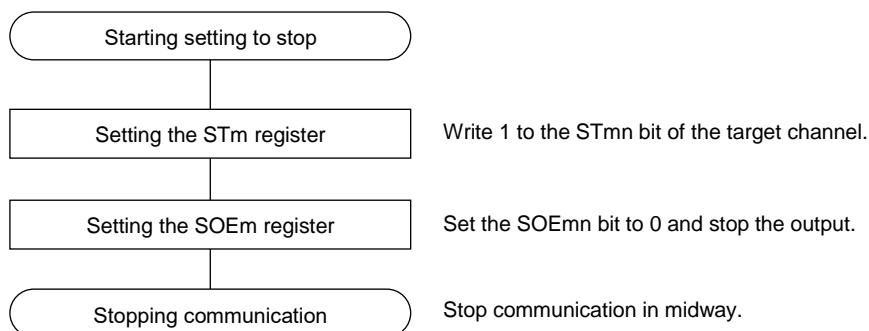 Starting setting to stop
Setting the STm register
Write 1 to the STmn bit of the target channel.
Setting the SOEm register
Set the SOEmn bit to 0 and stop the output.
Stopping communication
Stop communication in midway.